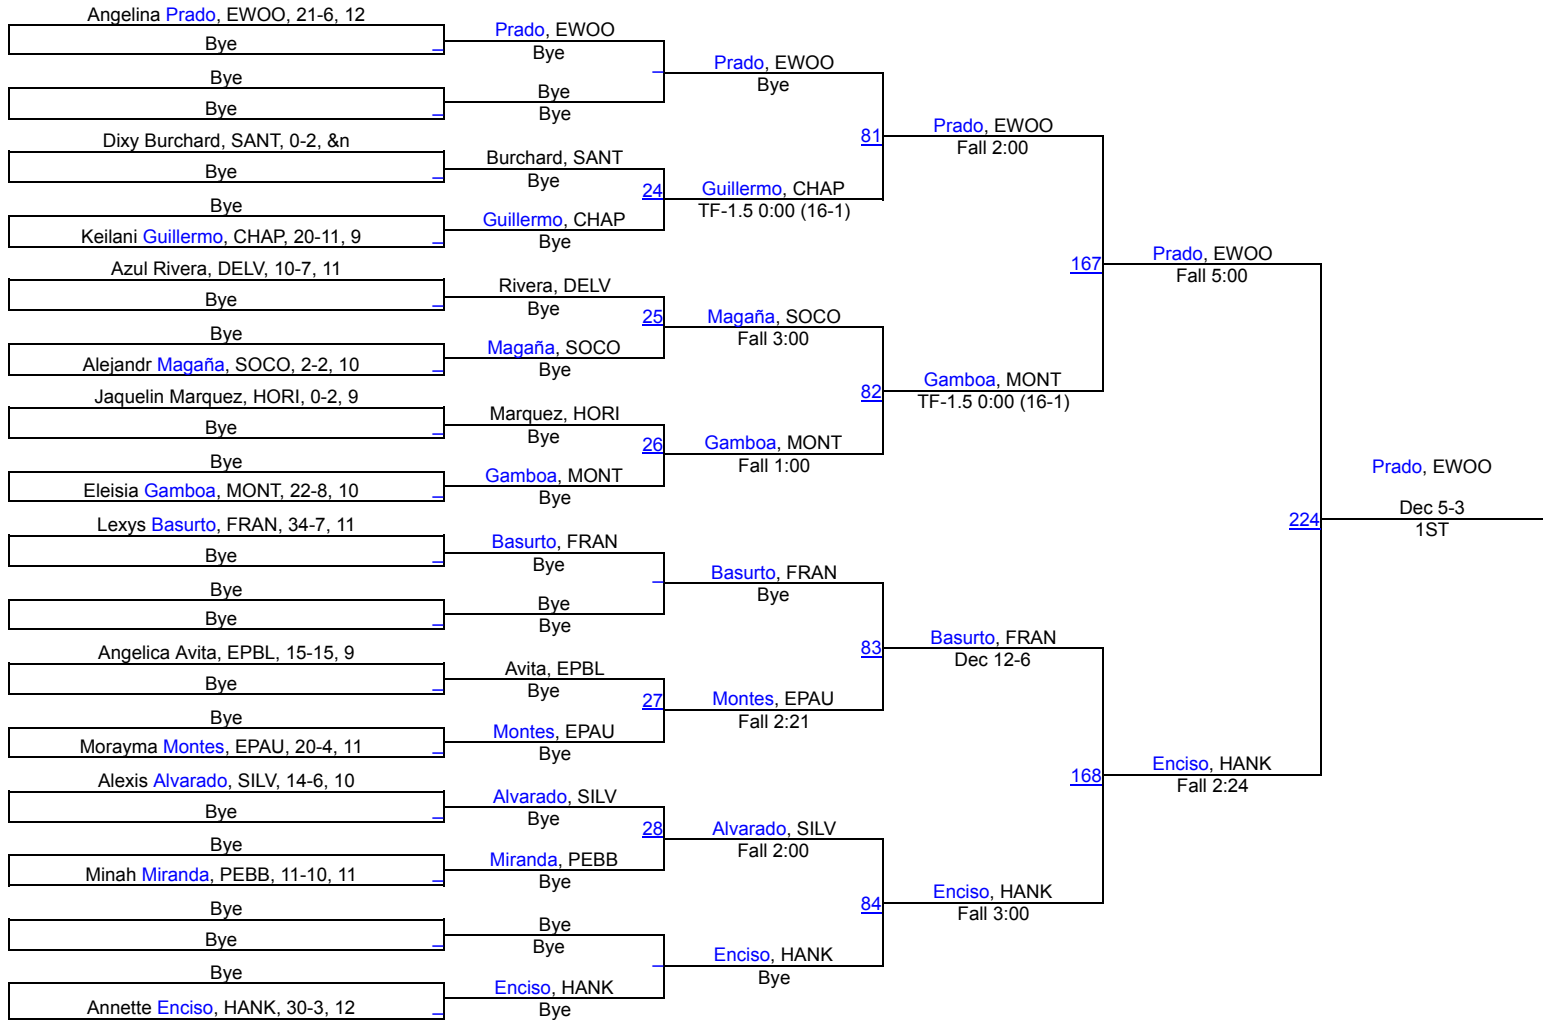 Angelina Prado, EWOO, 21-6, 12
Bye
Bye
Bye
Dixy Burchard, SANT, 0-2, &n
Bye
Bye
Keilani Guillermo, CHAP, 20-11, 9
Azul Rivera, DELV, 10-7, 11
Bye
Bye
Alejandr Magaña, SOCO, 2-2, 10
Jaquelin Marquez, HORI, 0-2, 9
Bye
Bye
Eleisia Gamboa, MONT, 22-8, 10
Lexys Basurto, FRAN, 34-7, 11
Bye
Bye
Bye
Angelica Avita, EPBL, 15-15, 9
Bye
Bye
Morayma Montes, EPAU, 20-4, 11
Alexis Alvarado, SILV, 14-6, 10
Bye
Bye
Minah Miranda, PEBB, 11-10, 11
Bye
Bye
Bye
Annette Enciso, HANK, 30-3, 12
Prado, EWOO
Bye
Bye
Bye
Burchard, SANT
Bye
24
Guillermo, CHAP
Bye
Rivera, DELV
Bye
25
Magaña, SOCO
Bye
Marquez, HORI
Bye
26
Gamboa, MONT
Bye
Basurto, FRAN
Bye
Bye
Bye
Avita, EPBL
Bye
27
Montes, EPAU
Bye
Alvarado, SILV
Bye
28
Miranda, PEBB
Bye
Bye
Bye
Enciso, HANK
Bye
Prado, EWOO
Bye
81
Guillermo, CHAP
TF-1.5 0:00 (16-1)
Magaña, SOCO
Fall 3:00
82
Gamboa, MONT
Fall 1:00
Basurto, FRAN
Bye
83
Montes, EPAU
Fall 2:21
Alvarado, SILV
Fall 2:00
84
Enciso, HANK
Bye
Prado, EWOO
Fall 2:00
167
Gamboa, MONT
TF-1.5 0:00 (16-1)
Basurto, FRAN
Dec 12-6
168
Enciso, HANK
Fall 3:00
Prado, EWOO
Fall 5:00
224
Enciso, HANK
Fall 2:24
Prado, EWOO
Dec 5-3
1ST